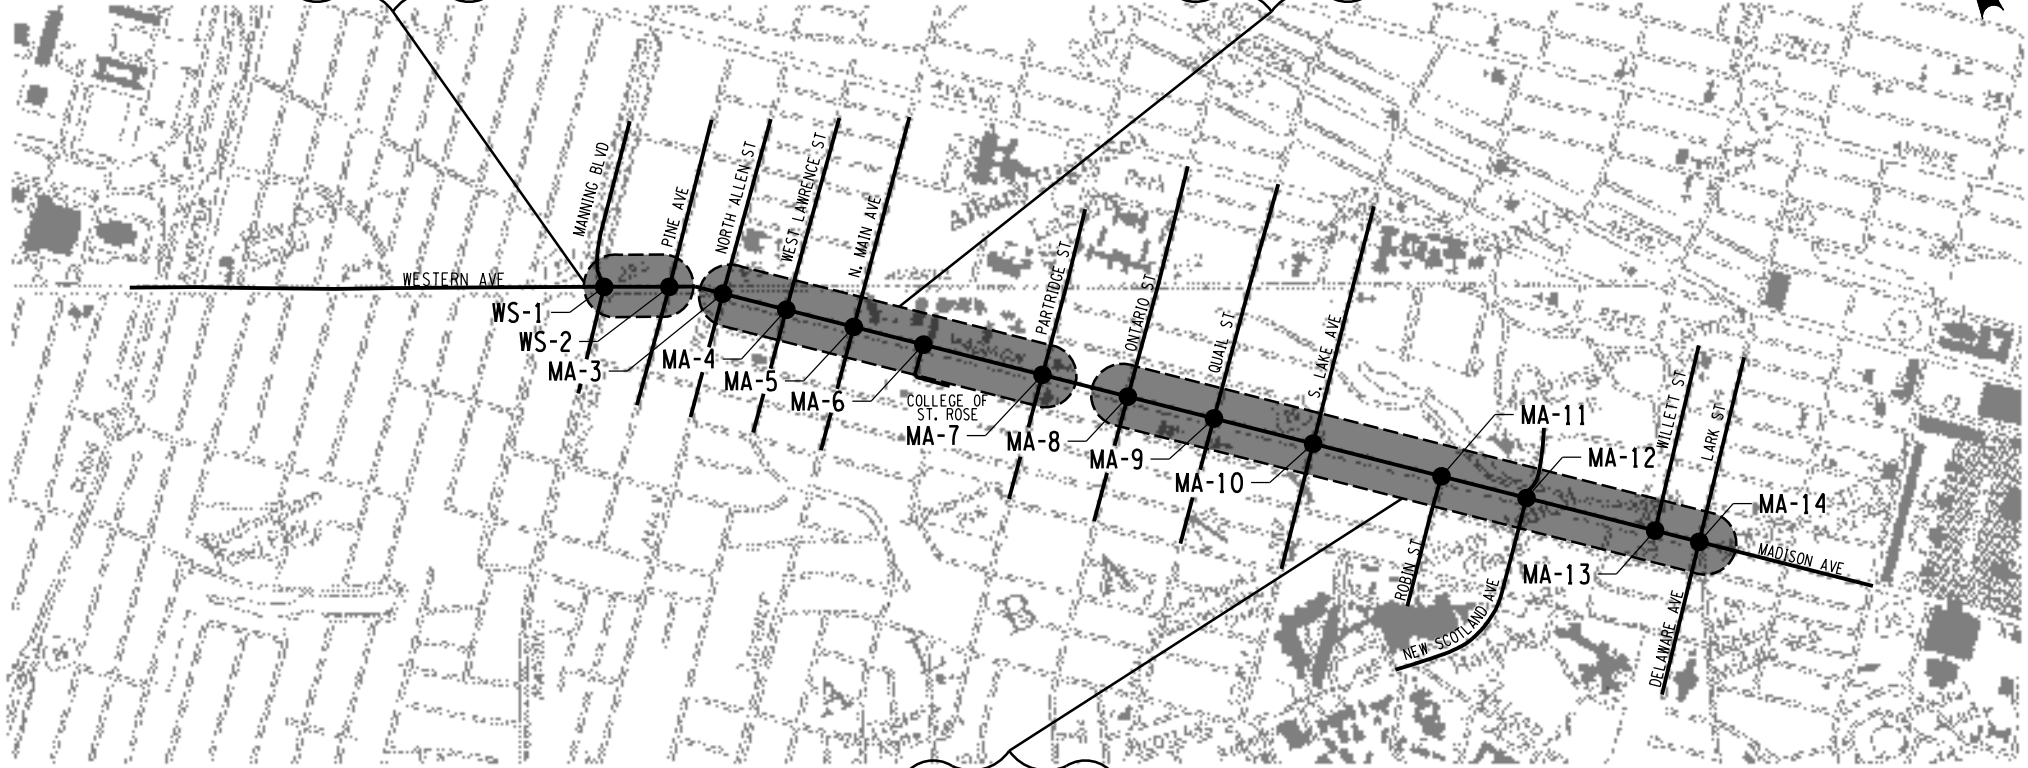 MANNING BLVD
PINE AVE
NORTH ALLEN ST
WEST LAWRENCE ST
N. MAIN AVE
PARTRIDGE ST
ONTARIO ST
QUAIL ST
S. LAKE AVE
WILLETT ST
LARK ST
WESTERN AVE
WS-1
WS-2
MA-3
MA-4
MA-5
MA-6
COLLEGE OF
ST. ROSE
MA-7
MA-8
MA-9
MA-10
MA-11
MA-12
MA-13
MA-14
MADISON AVE
ROBIN ST
NEW SCOTLAND AVE
DELAWARE AVE
Albany